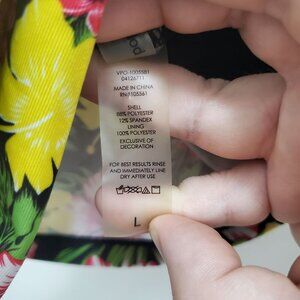 MADE IN CHINA
SHELL
88% POLYESTER
12% SPANDEX
LINING
100% POLYESTER
EXCLUSIVE OF
DECORATION
FOR BEST RESULTS RINSE
AND IMMEDIATELY LINE
DRY AFTER USE
L